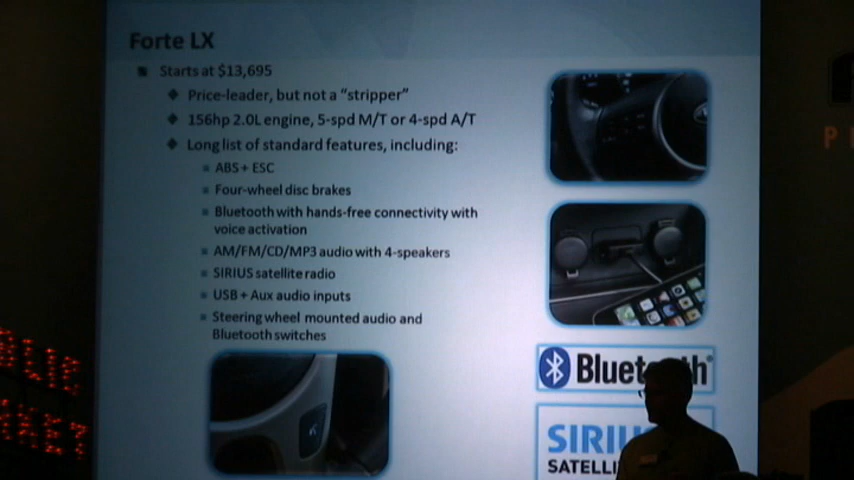 Forte LX
Starts at $13,695
Price-leader, but not a "stripper"
156hp 2.0L engine, 5-spd M/T or 4-spd A/T
Long list of standard features, including:
ABS + ESC
Four-wheel disc brakes
Bluetooth with hands-free connectivity with
voice activation
AM/FM/CD/MP3 audio with 4-speakers
SIRIUS satellite radio
USB + Aux audio inputs
Steering wheel mounted audio and
Bluetooth switches
Bluetooth
SIRIU
SATELLI